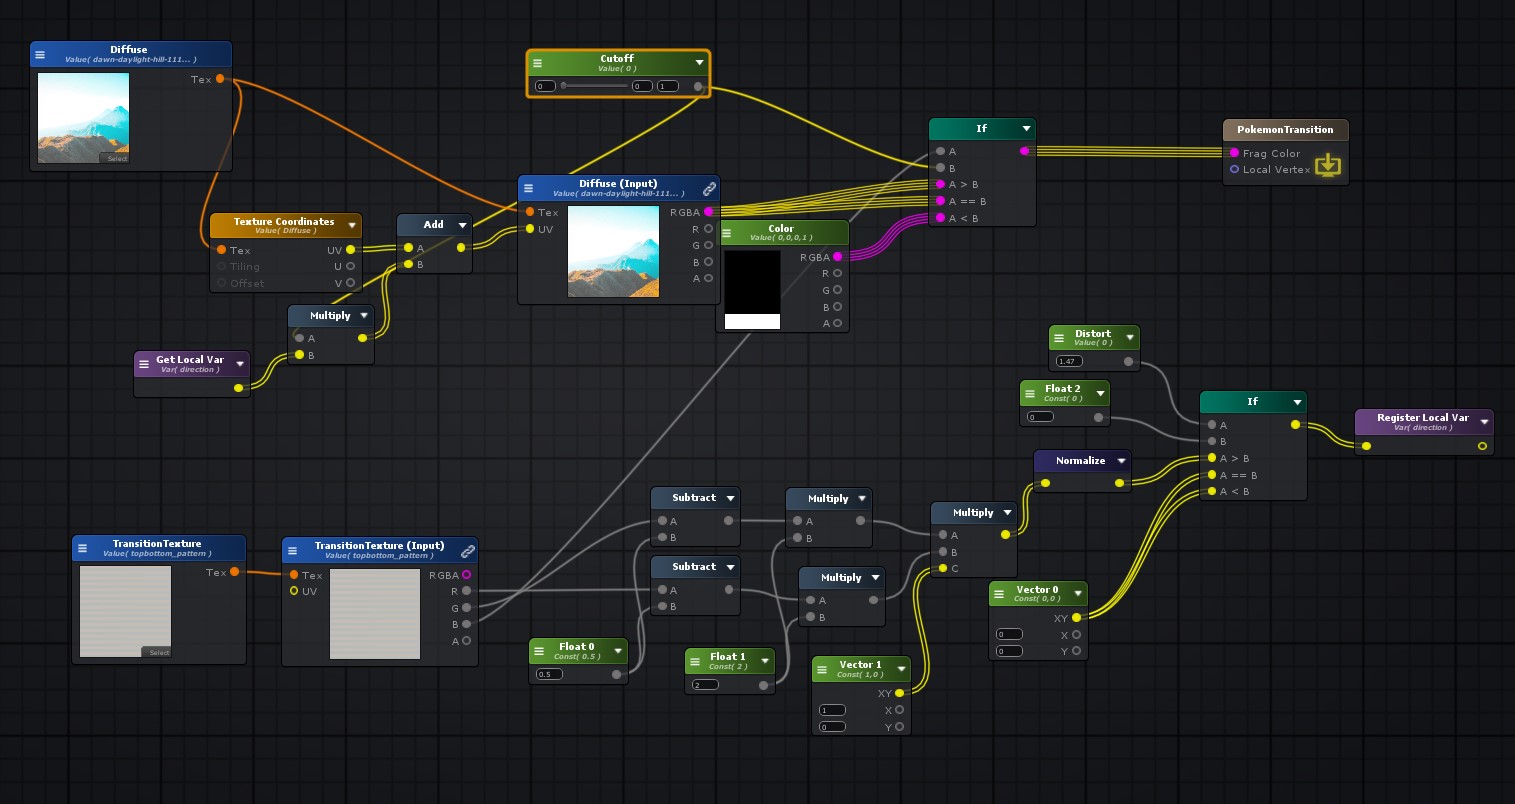 Diffuse
Value( dawn-daylight-hill-111... )
Tex
Select
Cutoff
Value( 0 )
0
0
1
If
A
B
A > B
A == B
A < B
PokemonTransition
Frag Color
Local Vertex
Diffuse (Input)
Value( dawn-daylight-hill-111... )
Tex
UV
RGBA
R
G
B
A
Color
Value( 0,0,0,1 )
RGBA
R
G
B
A
Texture Coordinates
Value( Diffuse )
Tex
UV
Tiling
U
Offset
V
Add
A
B
Multiply
A
B
Get Local Var
Var( direction )
Distort
Value( 0 )
1.47
Float 2
Const( 0 )
0
If
A
B
A > B
A == B
A < B
Register Local Var
Var( direction )
Normalize
Subtract
A
B
Multiply
A
B
Multiply
A
B
C
TransitionTexture
Value( topbottom_pattern )
Tex
Select
TransitionTexture (Input)
Value( topbottom_pattern )
Tex
UV
RGBA
R
G
B
A
Subtract
A
B
Multiply
A
B
Vector 0
Const( 0,0 )
XY
0
X
0
Y
Float 0
Const( 0.5 )
0.5
Float 1
Const( 2 )
2
Vector 1
Const( 1,0 )
XY
1
X
0
Y